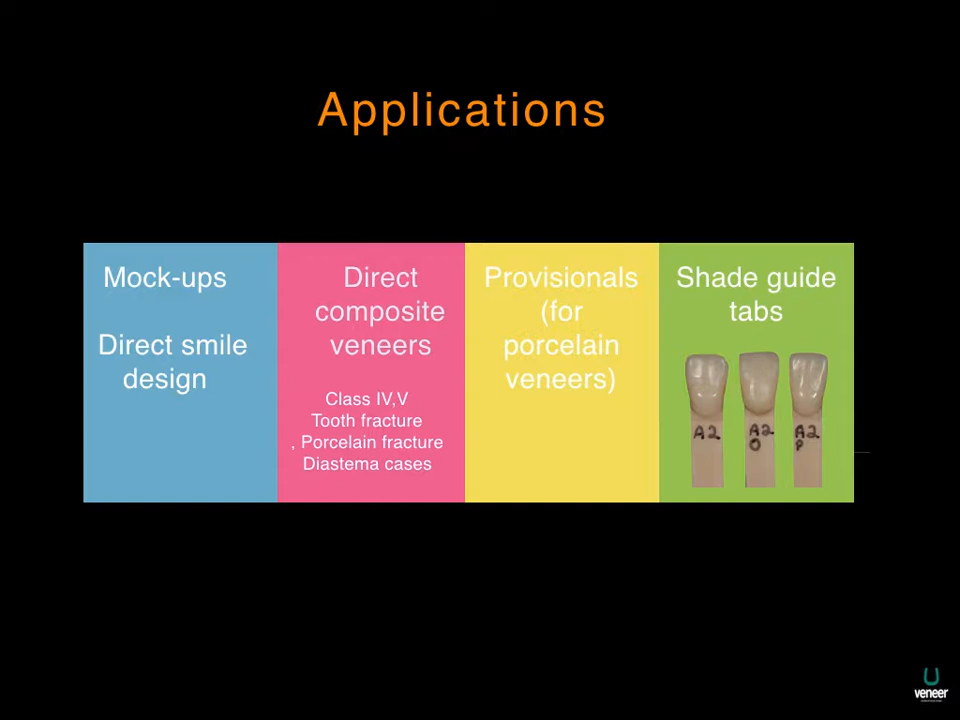 Applications
Mock-ups
Direct smile
design
Direct
composite
veneers
Class IV,V
Tooth fracture
, Porcelain fracture
Diastema cases
Provisionals
(for
porcelain
veneers)
Shade guide
tabs
A2
A2
O
A2
P
U
veneer